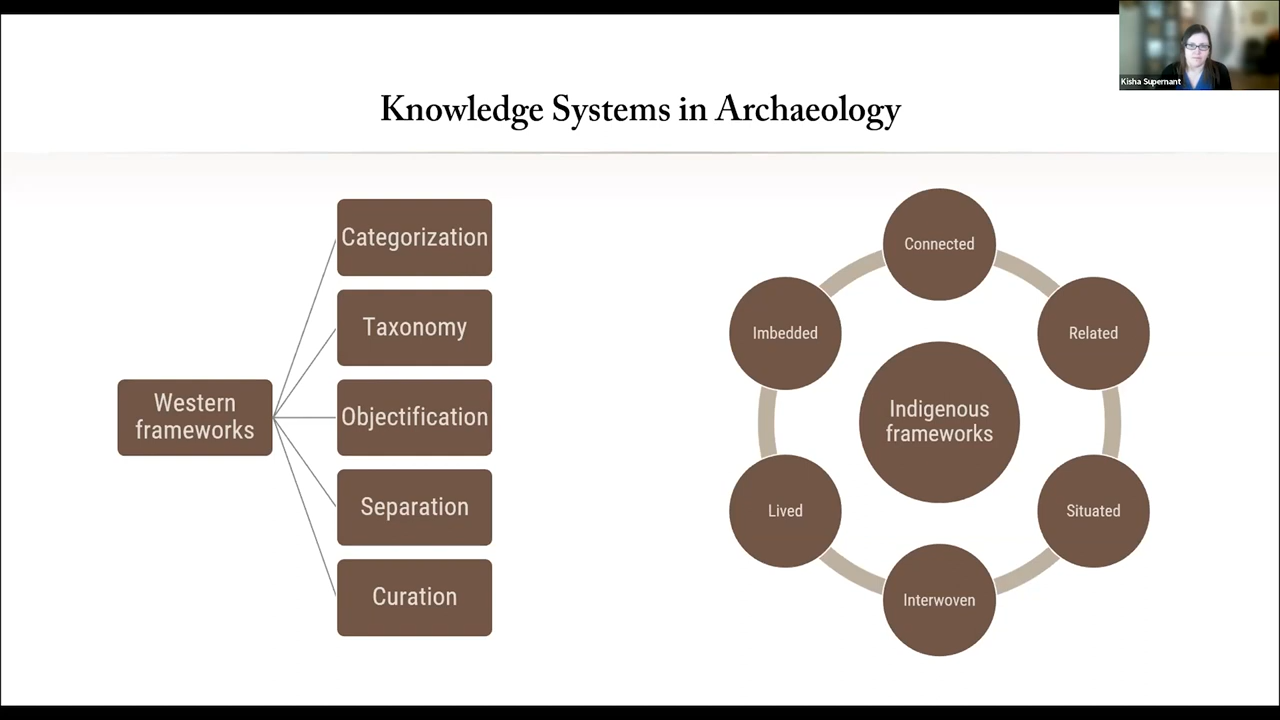 Kisha Supernant
Knowledge Systems in Archaeology
Western
frameworks
Categorization
Taxonomy
Objectification
Separation
Curation
Indigenous
frameworks
Connected
Related
Situated
Interwoven
Lived
Imbedded